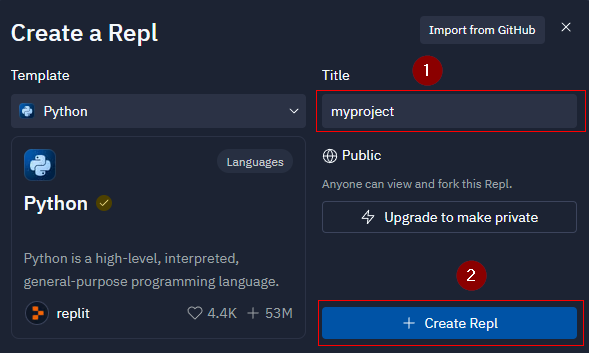 Create a Repl
Import from GitHub
Template
Python
Languages
Python
Python is a high-level, interpreted,
general-purpose programming language.
replit
4.4K
53M
1
Title
myproject
Public
Anyone can view and fork this Repl.
Upgrade to make private
2
+ Create Repl